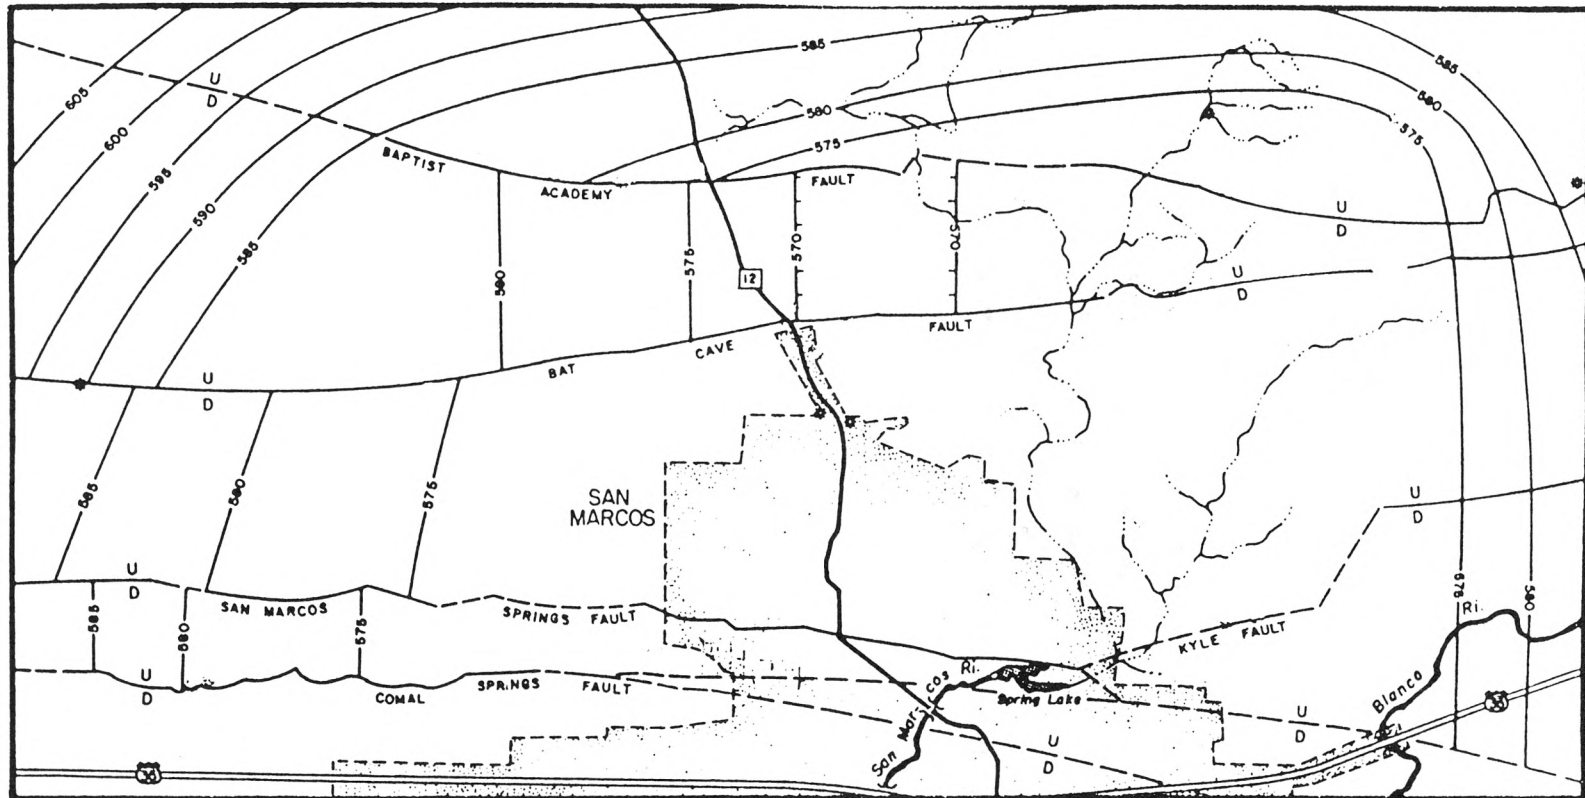 585
585
605
U
D
580
580
600
575
575
BAPTIST
ACADEMY
FAULT
595
590
U
D
585
580
575
570
570
12
U
D
CAVE
FAULT
BAT
U
D
585
580
575
SAN
MARCOS
U
D
U
D
SAN MARCOS
SPRINGS FAULT
585
580
575
575
580
Ri.
KYLE FAULT
U
D
COMAL
SPRINGS
FAULT
Ri.
cos
Mar
San
Spring Lake
Blanco
U
D
U
D